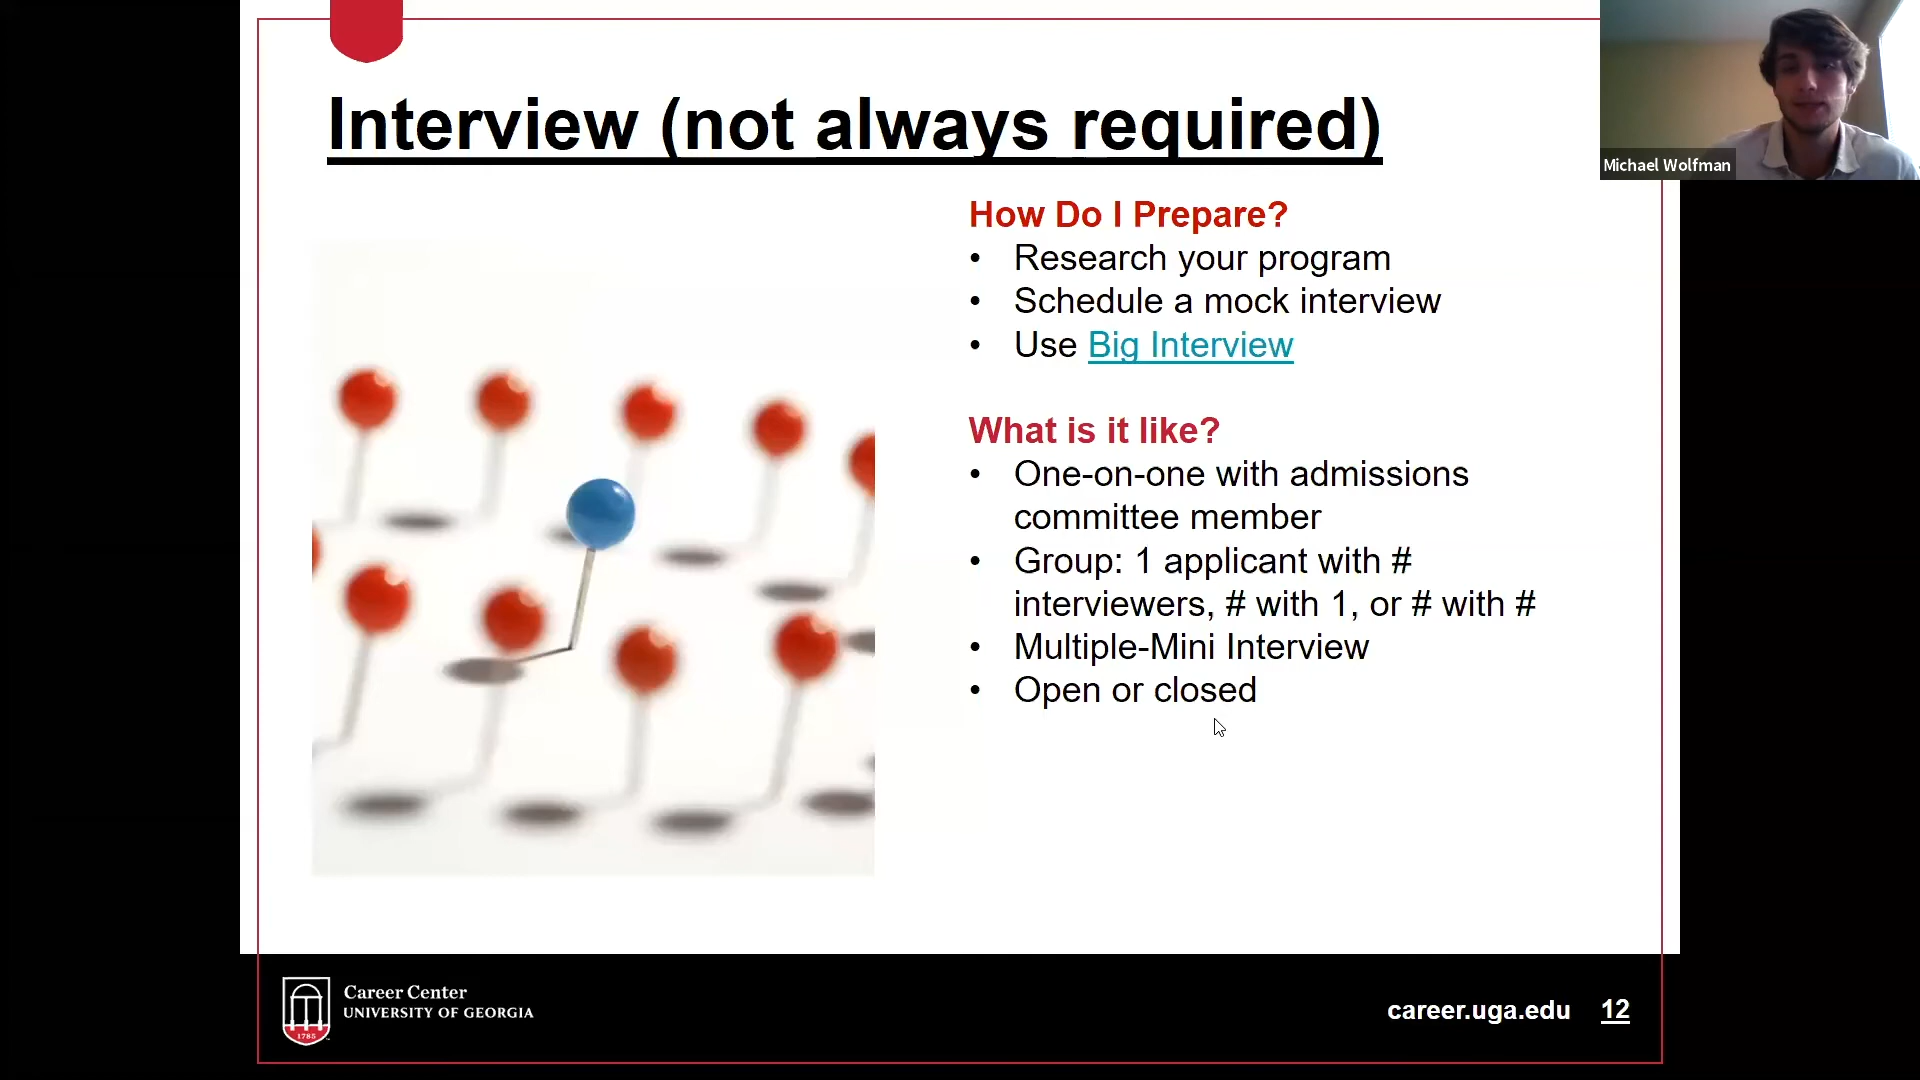 Interview (not always required)
Michael Wolfman
How Do I Prepare?
• Research your program
• Schedule a mock interview
• Use Big Interview
What is it like?
• One-on-one with admissions
committee member
• Group: 1 applicant with #
interviewers, # with 1, or # with #
• Multiple-Mini Interview
• Open or closed
1785
Career Center
UNIVERSITY OF GEORGIA
career.uga.edu 12